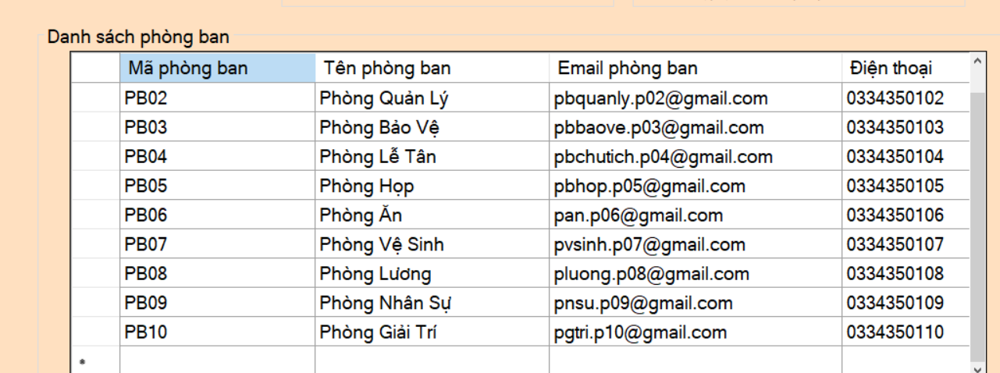 Danh sách phòng ban
Mã phòng ban Tên phòng ban Email phòng ban Điện thoại
PB02 Phòng Quản Lý pbquanly.p02@gmail.com 0334350102
PB03 Phòng Bảo Vệ pbbaove.p03@gmail.com 0334350103
PB04 Phòng Lễ Tân pbchutich.p04@gmail.com 0334350104
PB05 Phòng Họp pbhop.p05@gmail.com 0334350105
PB06 Phòng Ăn pan.p06@gmail.com 0334350106
PB07 Phòng Vệ Sinh pvsinh.p07@gmail.com 0334350107
PB08 Phòng Lương pluong.p08@gmail.com 0334350108
PB09 Phòng Nhân Sự pnsu.p09@gmail.com 0334350109
PB10 Phòng Giải Trí pgtri.p10@gmail.com 0334350110
*